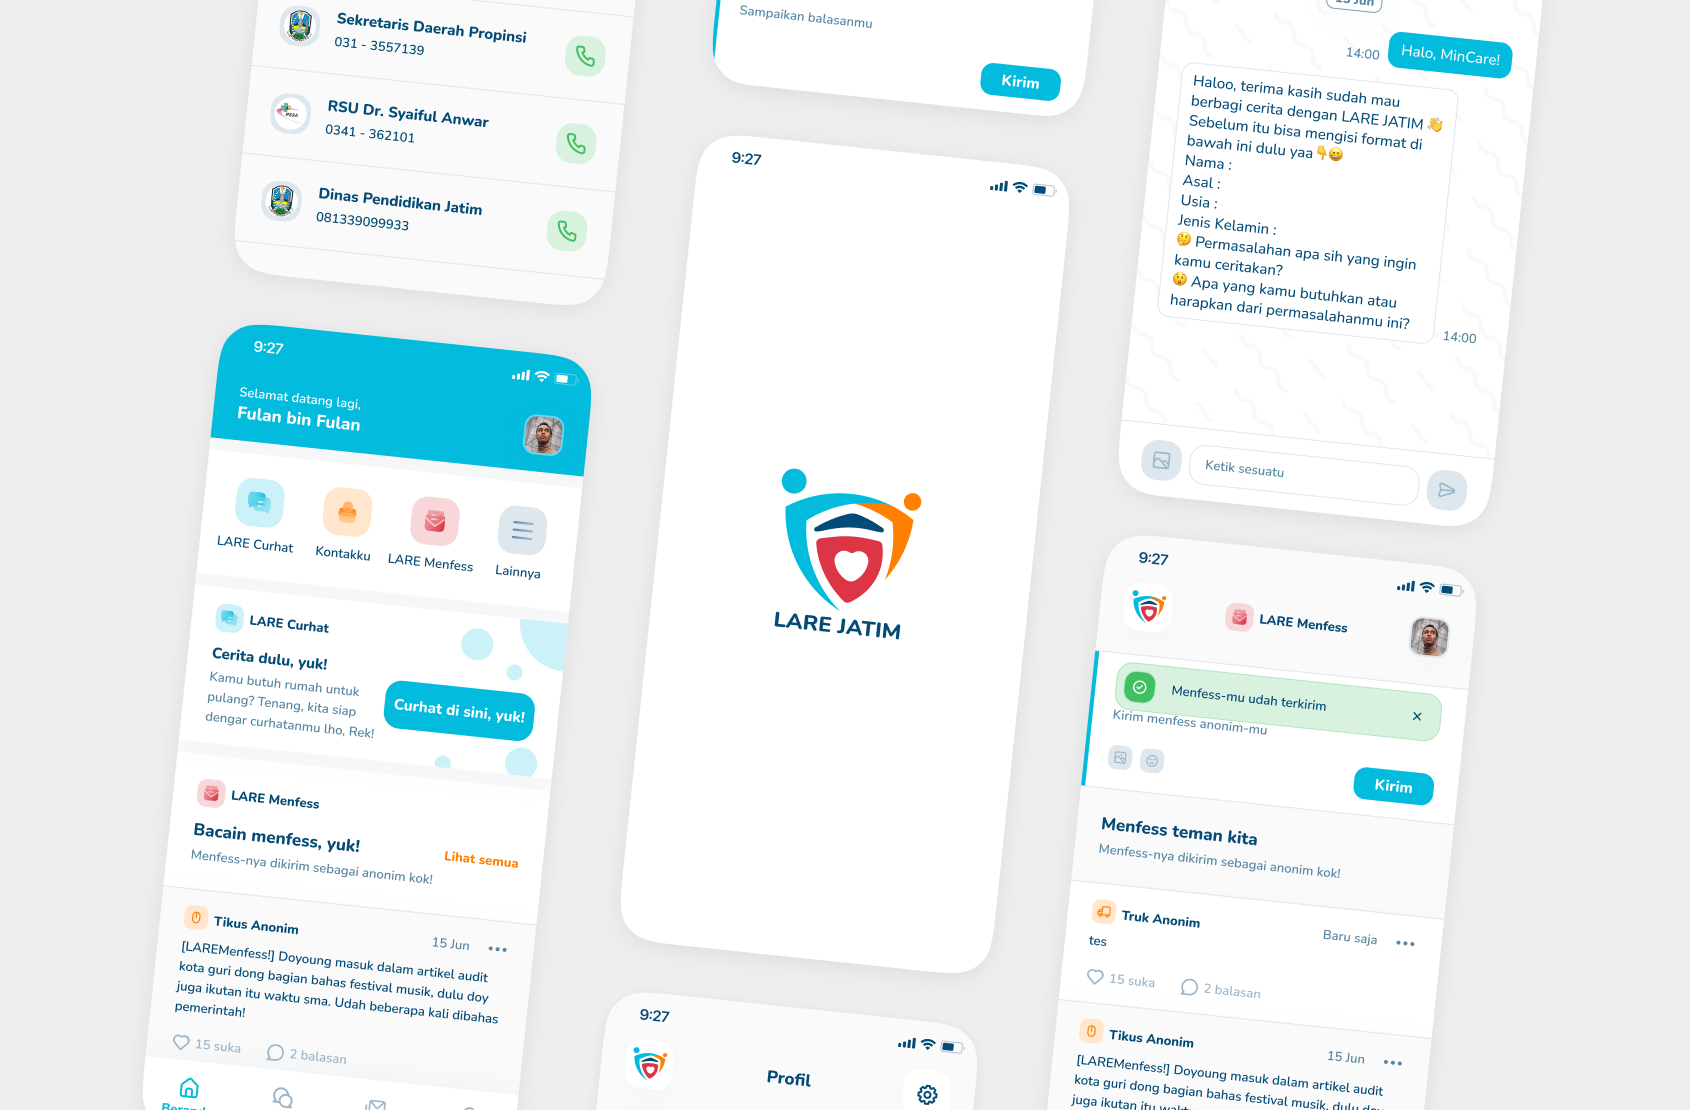 Sekretaris Daerah Propinsi
031 - 3557139
RSU Dr. Syaiful Anwar
0341 - 362101
Dinas Pendidikan Jatim
081339099933
9:27
Selamat datang lagi,
Fulan bin Fulan
LARE Curhat
Kontakku
LARE Menfess
Lainnya
LARE Curhat
Cerita dulu, yuk!
Kamu butuh rumah untuk
pulang? Tenang, kita siap
dengar curhatanmu lho, Rek!
Curhat di sini, yuk!
LARE Menfess
Bacain menfess, yuk!
Lihat semua
Menfess-nya dikirim sebagai anonim kok!
Tikus Anonim
15 Jun
[LAREMenfess!] Doyoung masuk dalam artikel audit
kota guri dong bagian bahas festival musik, dulu doy
juga ikutan itu waktu sma. Udah beberapa kali dibahas
pemerintah!
15 suka
2 balasan
Sampaikan balasanmu
Kirim
9:27
LARE JATIM
9:27
Profil
15 Jun
14:00
Halo, MinCare!
Haloo, terima kasih sudah mau
berbagi cerita dengan LARE JATIM 👋
Sebelum itu bisa mengisi format di
bawah ini dulu yaa 👇😄
Nama :
Asal :
Usia :
Jenis Kelamin :
🤔 Permasalahan apa sih yang ingin
kamu ceritakan?
😯 Apa yang kamu butuhkan atau
harapkan dari permasalahanmu ini?
14:00
Ketik sesuatu
9:27
LARE Menfess
Menfess-mu udah terkirim
Kirim menfess anonim-mu
Kirim
Menfess teman kita
Menfess-nya dikirim sebagai anonim kok!
Truk Anonim
Baru saja
tes
15 suka
2 balasan
Tikus Anonim
15 Jun
[LAREMenfess!] Doyoung masuk dalam artikel audit
kota guri dong bagian bahas festival musik, dulu doy
juga ikutan itu